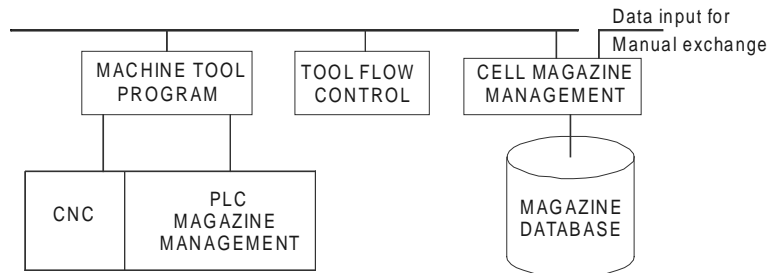 Data input for
Manual exchange
MACHINE TOOL
PROGRAM
TOOL FLOW
CONTROL
CELL MAGAZINE
MANAGEMENT
CNC
PLC
MAGAZINE
MANAGEMENT
MAGAZINE
DATABASE